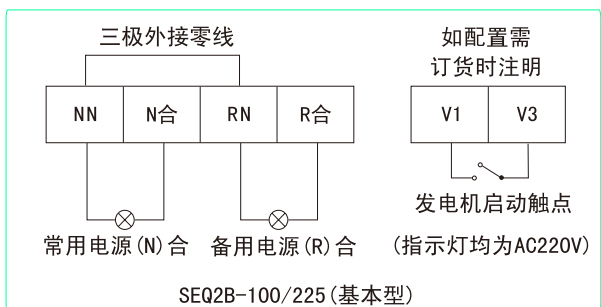 三极外接零线
如配置需
订货时注明
NN N合 RN R合
V1 V3
发电机启动触点
常用电源(N)合 备用电源(R)合 (指示灯均为AC220V)
SEQ2B-100/225(基本型)